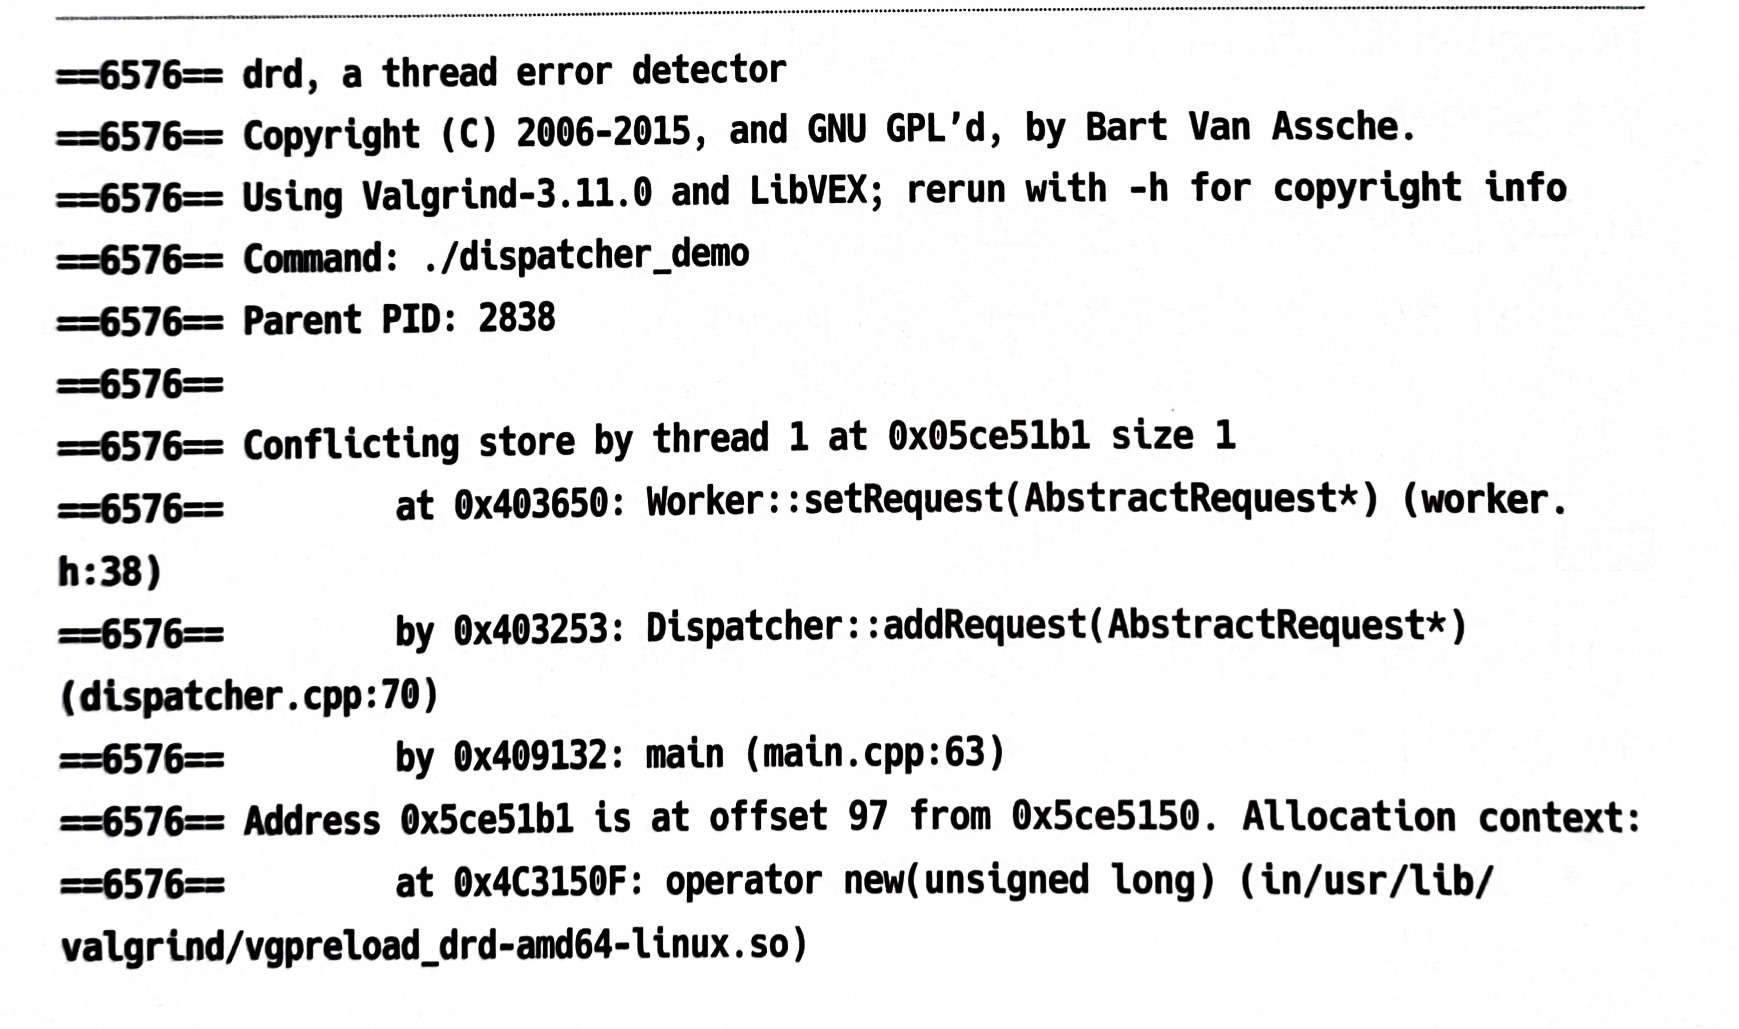 ==6576== drd, a thread error detector
==6576== Copyright (C) 2006-2015, and GNU GPL'd, by Bart Van Assche.
==6576== Using Valgrind-3.11.0 and LibVEX; rerun with -h for copyright info
==6576== Command: ./dispatcher_demo
==6576== Parent PID: 2838
==6576==
==6576== Conflicting store by thread 1 at 0x05ce51b1 size 1
==6576==         at 0x403650: Worker::setRequest(AbstractRequest*) (worker.
h:38)
==6576==         by 0x403253: Dispatcher::addRequest(AbstractRequest*)
(dispatcher.cpp:70)
==6576==         by 0x409132: main (main.cpp:63)
==6576== Address 0x5ce51b1 is at offset 97 from 0x5ce5150. Allocation context:
==6576==         at 0x4C3150F: operator new(unsigned long) (in/usr/lib/
valgrind/vgpreload_drd-amd64-linux.so)